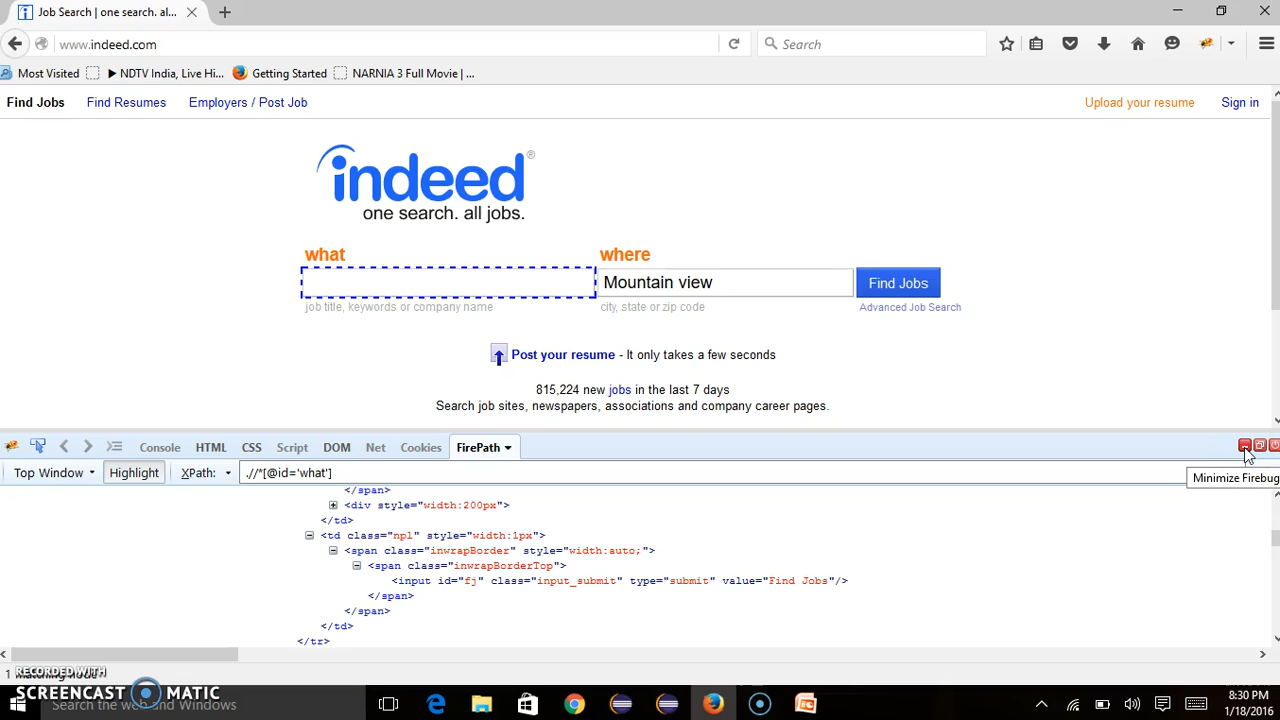 Job Search | one search. al...
www.indeed.com
Search
Most Visited
NDTV India, Live Hi...
Getting Started
NARNIA 3 Full Movie | ...
Find Jobs
Find Resumes
Employers / Post Job
Upload your resume
Sign in
indeed®
one search. all jobs.
what
where
Mountain view
Find Jobs
job title, keywords or company name
city, state or zip code
Advanced Job Search
Post your resume - It only takes a few seconds
815,224 new jobs in the last 7 days
Search job sites, newspapers, associations and company career pages.
Console
HTML
CSS
Script
DOM
Net
Cookies
FirePath
Top Window
Highlight
XPath:
.//*[@id='what']
Minimize Firebug
</span>
<div style="width:200px">
</td>
<td class="npl" style="width:1px">
<span class="inwrapBorder" style="width:auto;">
<span class="inwrapBorderTop">
<input id="fj" class="input_submit" type="submit" value="Find Jobs"/>
</span>
</span>
</td>
</tr>
RECORDED WITH
SCREENCAST MATIC
Search the web and Windows
8:30 PM
1/18/2016